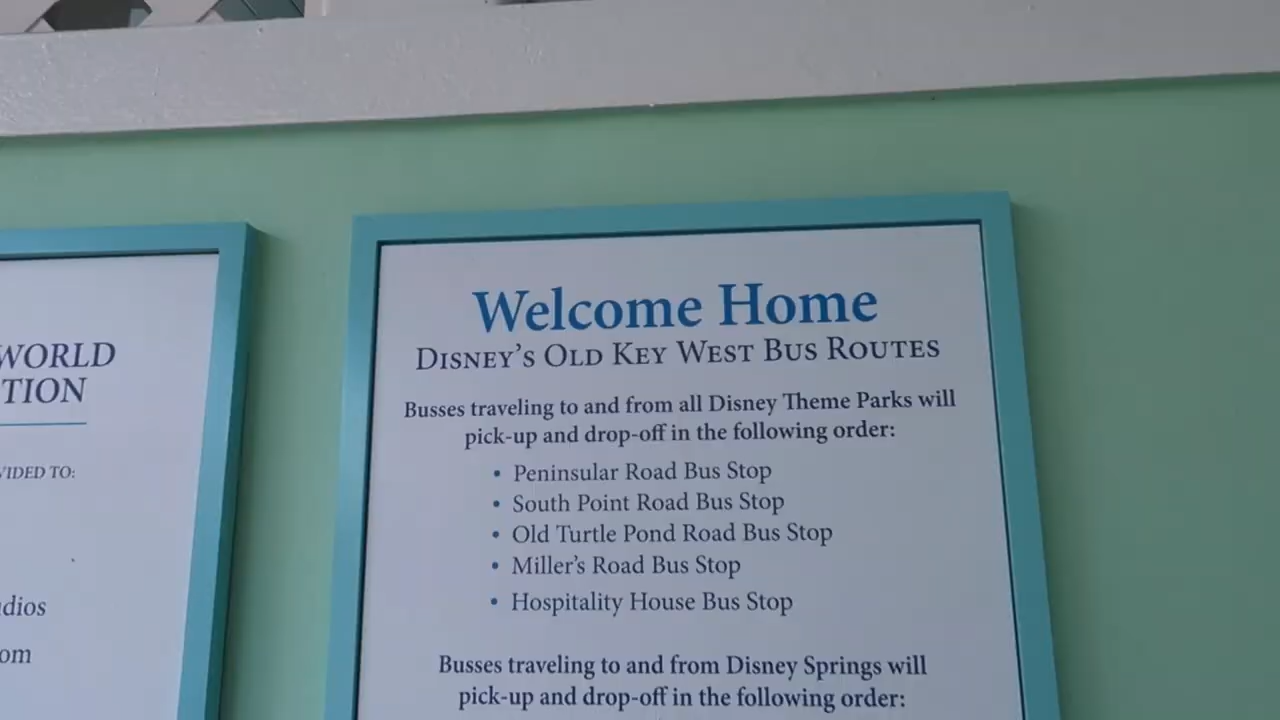 WORLD
TION
VIDED TO:
dios
om
Welcome Home
DISNEY'S OLD KEY WEST BUS ROUTES
Busses traveling to and from all Disney Theme Parks will
pick-up and drop-off in the following order:
• Peninsular Road Bus Stop
• South Point Road Bus Stop
• Old Turtle Pond Road Bus Stop
• Miller's Road Bus Stop
• Hospitality House Bus Stop
Busses traveling to and from Disney Springs will
pick-up and drop-off in the following order: